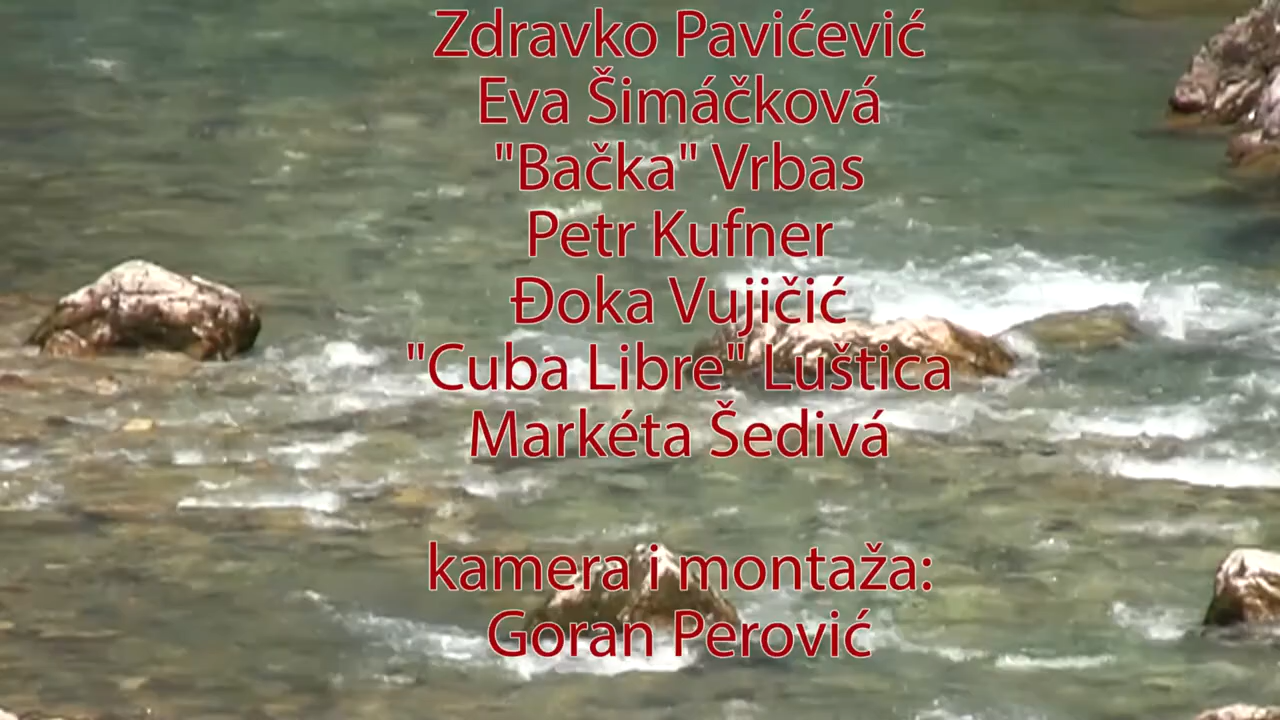 Zdravko Pavićević
Eva Šimáčková
"Bačka" Vrbas
Petr Kufner
Đoka Vujičić
"Cuba Libre" Luštica
Markéta Šedivá
kamera i montaža:
Goran Perović